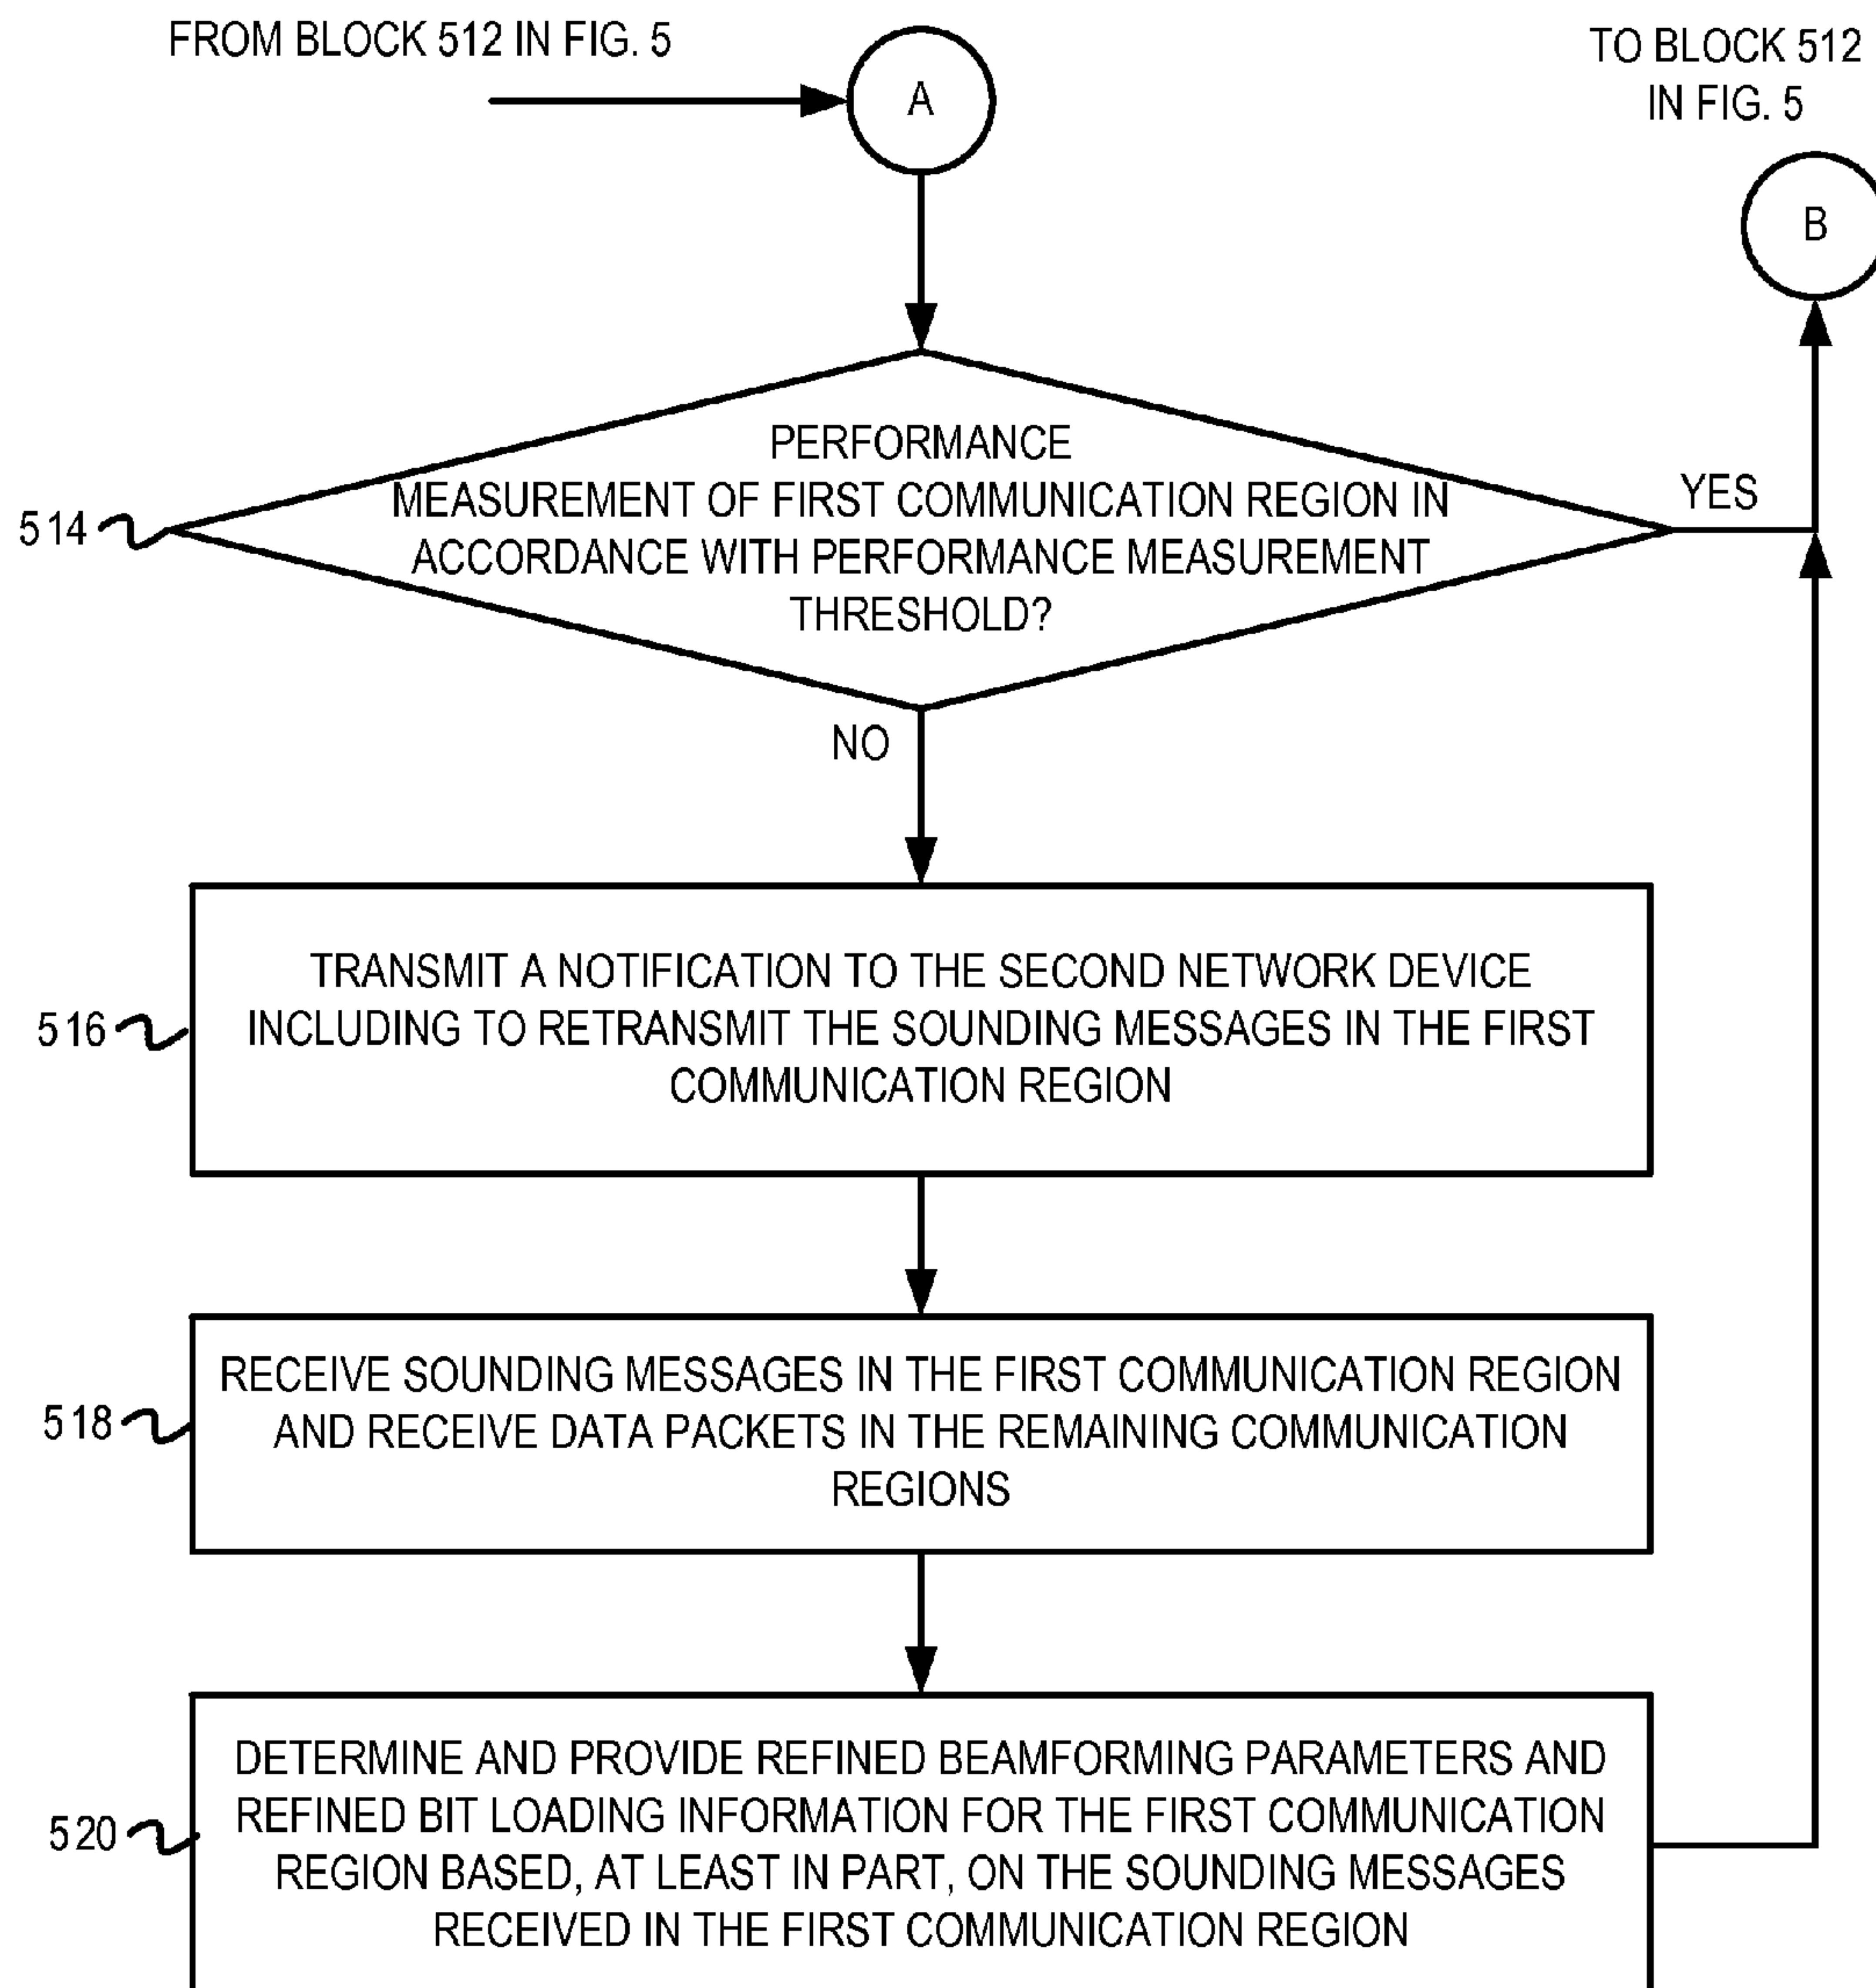 FROM BLOCK 512 IN FIG. 5
A
TO BLOCK 512
IN FIG. 5
B
PERFORMANCE
MEASUREMENT OF FIRST COMMUNICATION REGION IN
ACCORDANCE WITH PERFORMANCE MEASUREMENT
THRESHOLD?
514
YES
NO
TRANSMIT A NOTIFICATION TO THE SECOND NETWORK DEVICE
INCLUDING TO RETRANSMIT THE SOUNDING MESSAGES IN THE FIRST
COMMUNICATION REGION
516
RECEIVE SOUNDING MESSAGES IN THE FIRST COMMUNICATION REGION
AND RECEIVE DATA PACKETS IN THE REMAINING COMMUNICATION
REGIONS
518
DETERMINE AND PROVIDE REFINED BEAMFORMING PARAMETERS AND
REFINED BIT LOADING INFORMATION FOR THE FIRST COMMUNICATION
REGION BASED, AT LEAST IN PART, ON THE SOUNDING MESSAGES
RECEIVED IN THE FIRST COMMUNICATION REGION
520